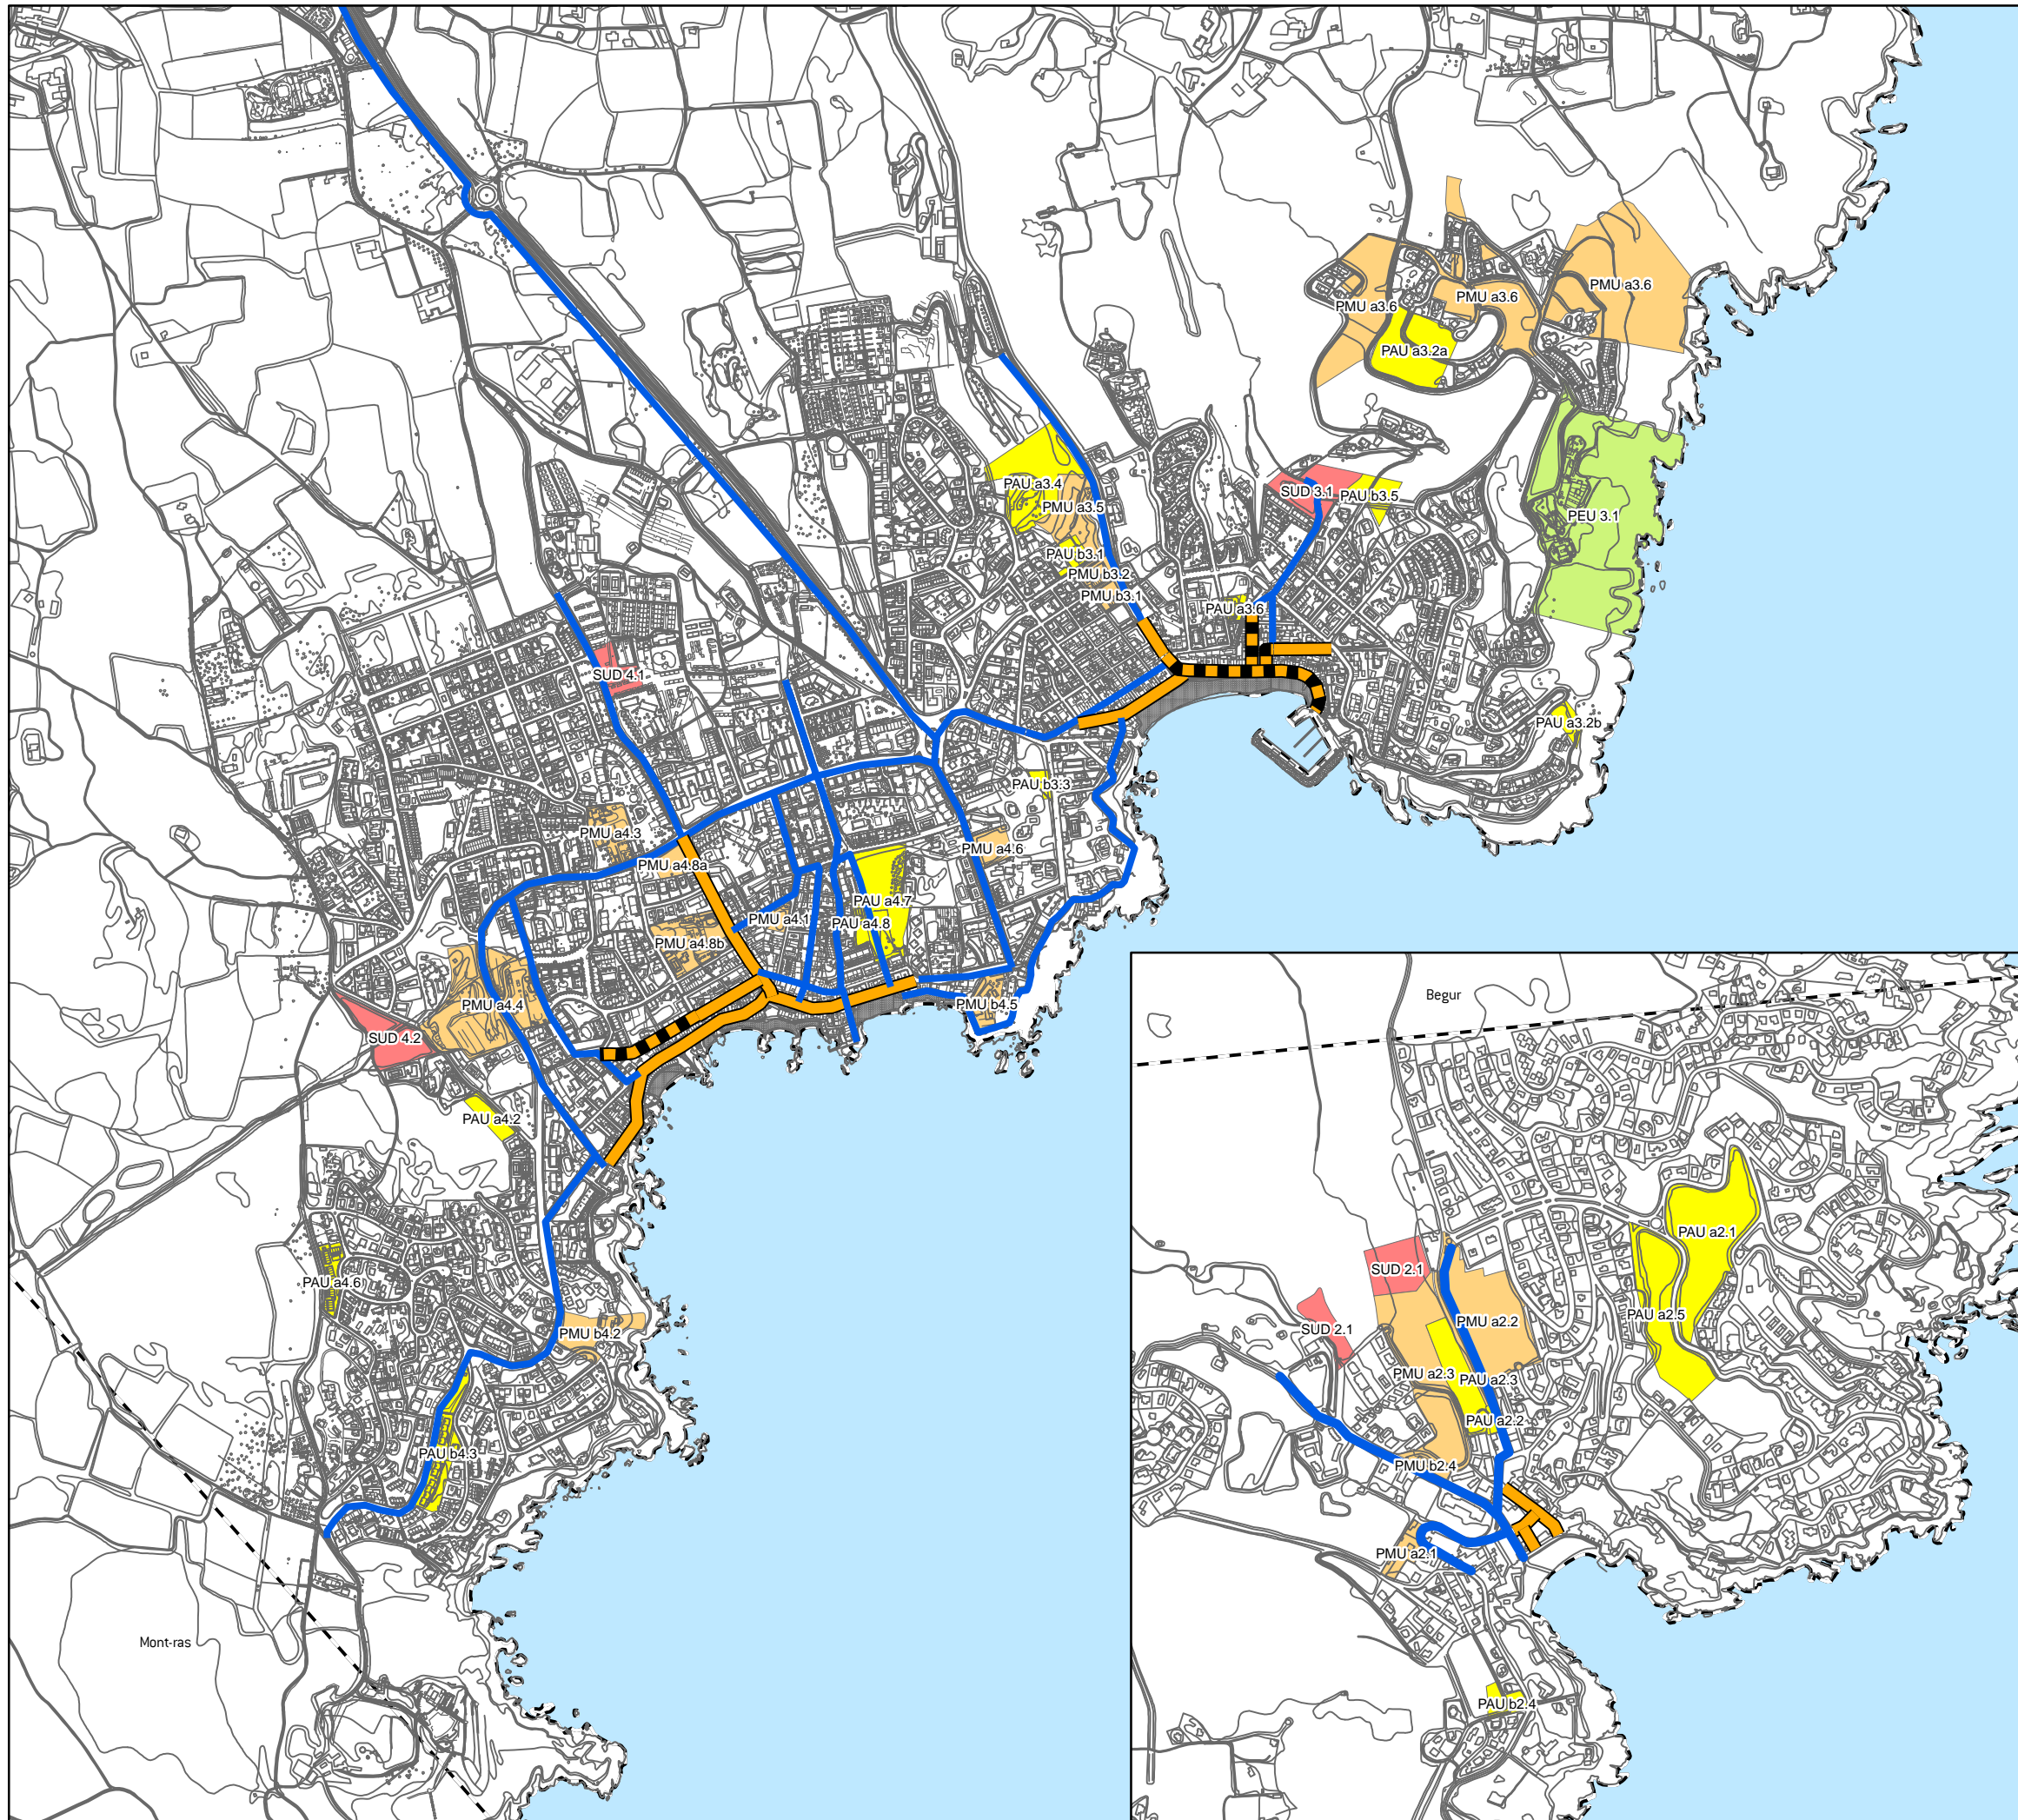 PMU a3.6
PMU a3.6
PMU a3.6
PAU a3.2a
PAU a3.4
SUD 3.1
PAU b3.5
PMU a3.5
PEU 3.1
PAU b3.1
PMU b3.2
PMU b3.1
PAU a3.6
SUD 4.1
PAU a3.2b
PAU b3.3
PMU a4.3
PMU a4.6
PMU a4.8a
PAU a4.7
PMU a4.1
PAU a4.8
PMU a4.8b
PMU a4.4
PMU b4.5
SUD 4.2
PAU a4.2
PAU a4.6
PMU b4.2
PAU b4.3
Mont-ras
Begur
PAU a2.1
SUD 2.1
PAU a2.5
PMU a2.2
SUD 2.1
PMU a2.3
PAU a2.3
PAU a2.2
PMU b2.4
PMU a2.1
PAU b2.4